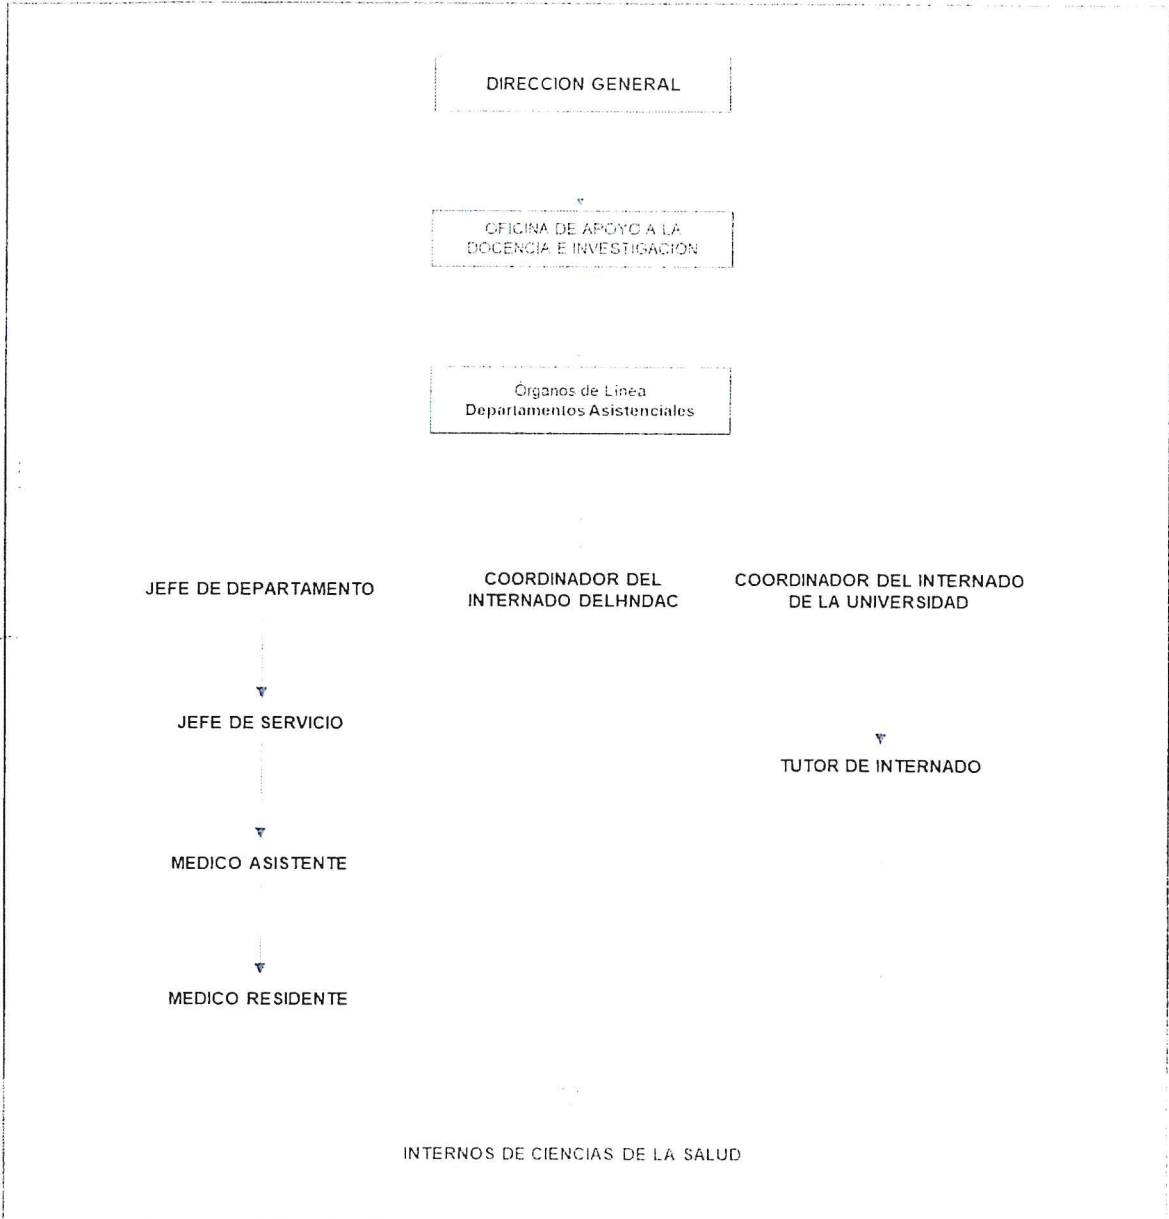 DIRECCION GENERAL
OFICINA DE APOYO A LA
DOCENCIA E INVESTIGACION
Órganos de Línea
Departamentos Asistenciales
JEFE DE DEPARTAMENTO
COORDINADOR DEL
INTERNADO DELHNDAC
COORDINADOR DEL INTERNADO
DE LA UNIVERSIDAD
JEFE DE SERVICIO
TUTOR DE INTERNADO
MEDICO ASISTENTE
MEDICO RESIDENTE
INTERNOS DE CIENCIAS DE LA SALUD